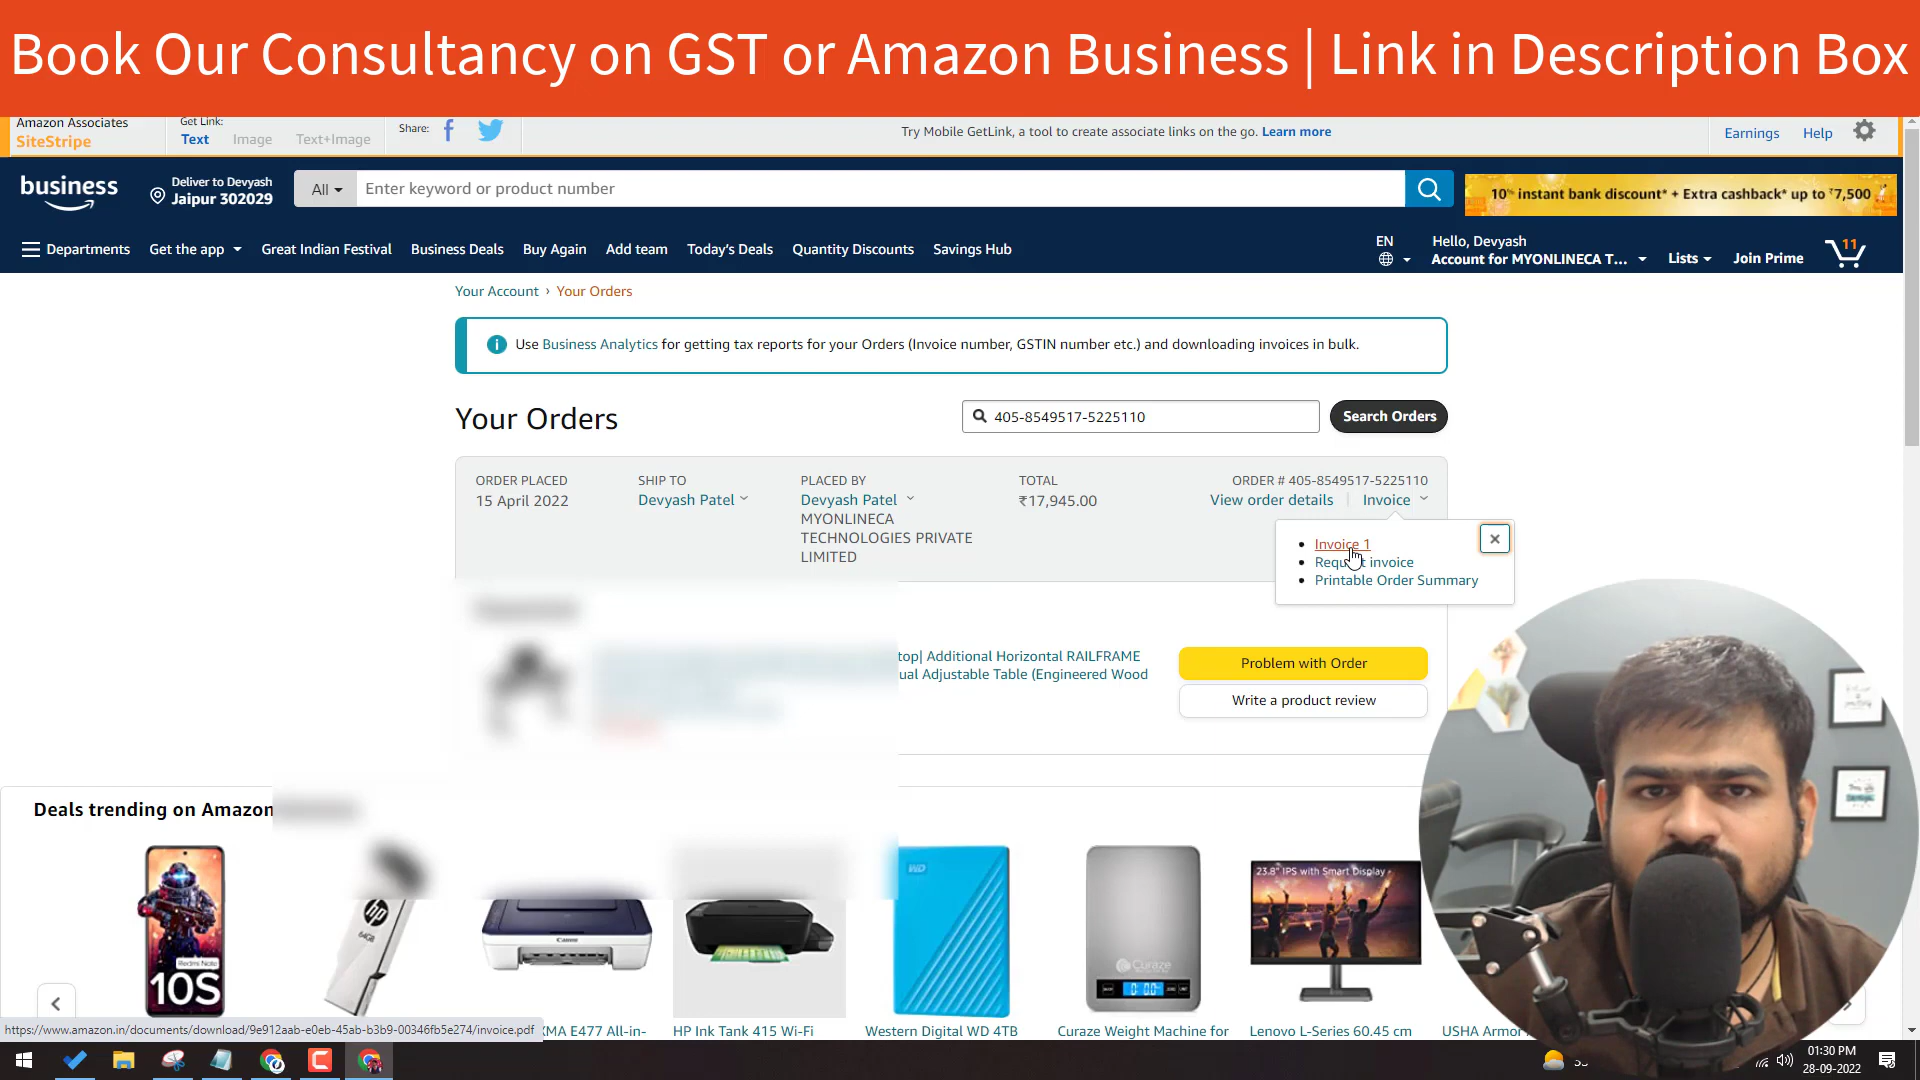 Book Our Consultancy on GST or Amazon Business | Link in Description Box
Amazon Associates
SiteStripe
Get Link:
Text Image Text+Image
Share:
Try Mobile GetLink, a tool to create associate links on the go. Learn more
Earnings Help
business
Deliver to Devyash
Jaipur 302029
All
Enter keyword or product number
10% instant bank discount* + Extra cashback* up to ₹7,500
Departments
Get the app
Great Indian Festival
Business Deals
Buy Again
Add team
Today's Deals
Quantity Discounts
Savings Hub
EN
Hello, Devyash
Account for MYONLINECA T...
Lists
Join Prime
11
Your Account › Your Orders
Use Business Analytics for getting tax reports for your Orders (Invoice number, GSTIN number etc.) and downloading invoices in bulk.
Your Orders
405-8549517-5225110
Search Orders
ORDER PLACED
15 April 2022
SHIP TO
Devyash Patel
PLACED BY
Devyash Patel
MYONLINECA
TECHNOLOGIES PRIVATE
LIMITED
TOTAL
₹17,945.00
ORDER # 405-8549517-5225110
View order details
Invoice
Invoice 1
Request invoice
Printable Order Summary
top| Additional Horizontal RAILFRAME
ual Adjustable Table (Engineered Wood
Problem with Order
Write a product review
Deals trending on Amazon
Redmi Note
10S
hp
64GB
Canon
WD
Curaze
23.8" IPS with Smart Display
XMA E477 All-in-
HP Ink Tank 415 Wi-Fi
Western Digital WD 4TB
Curaze Weight Machine for
Lenovo L-Series 60.45 cm
USHA Armor
https://www.amazon.in/documents/download/9e912aab-e0eb-45ab-b3b9-00346fb5e274/invoice.pdf
01:30 PM
28-09-2022